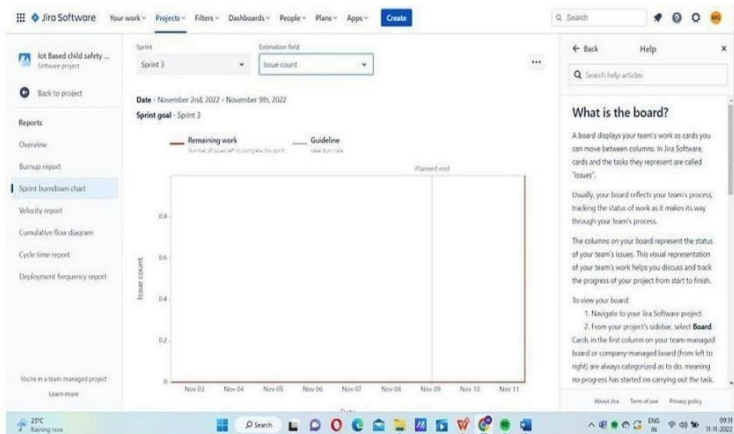 Jira Software
Your work
Projects
Filters
Dashboards
People
Plans
Apps
Create
Search
MG
Iot Based child safety ...
Software project
Back to project
Reports
Overview
Burnup report
Sprint burndown chart
Velocity report
Cumulative flow diagram
Cycle time report
Deployment frequency report
You're in a team-managed project
Learn more
Sprint
Estimation field
Sprint 3
Issue count
Date - November 2nd, 2022 - November 9th, 2022
Sprint goal - Sprint 3
Remaining work
Number of issues left to complete this sprint
Guideline
Ideal burn rate
Planned end
Issue count
0.8
0.6
0.4
0.2
0
Nov 03
Nov 04
Nov 05
Nov 06
Nov 07
Nov 08
Nov 09
Nov 10
Nov 11
Back
Help
Search help articles
What is the board?
A board displays your team's work as cards you
can move between columns. In Jira Software
cards and the tasks they represent are called
"issues".
Usually, your board reflects your team's process,
tracking the status of work as it makes its way
through your team's process.
The columns on your board represent the status
of your team's issues. This visual representation
of your team's work helps you discuss and track
the progress of your project from start to finish.
To view your board:
1. Navigate to your Jira Software project.
2. From your project's sidebar, select Board.
Cards in the first column on your team-managed
board or company-managed board (from left to
right) are always categorized as to do, meaning
no progress has started on carrying out the task.
About Jira
Term of use
Privacy policy
25°C
Raining now
Search
ENG
IN
09:31
11-11-2022